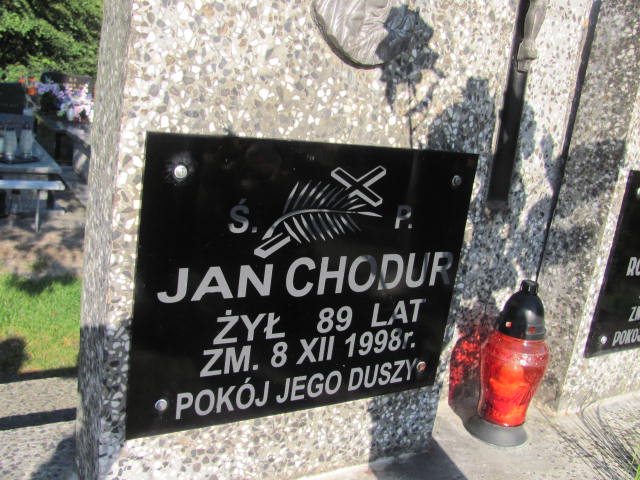 Ś. P.
JAN CHODUR
ŻYŁ 89 LAT
ZM. 8 XII 1998r.
POKÓJ JEGO DUSZY